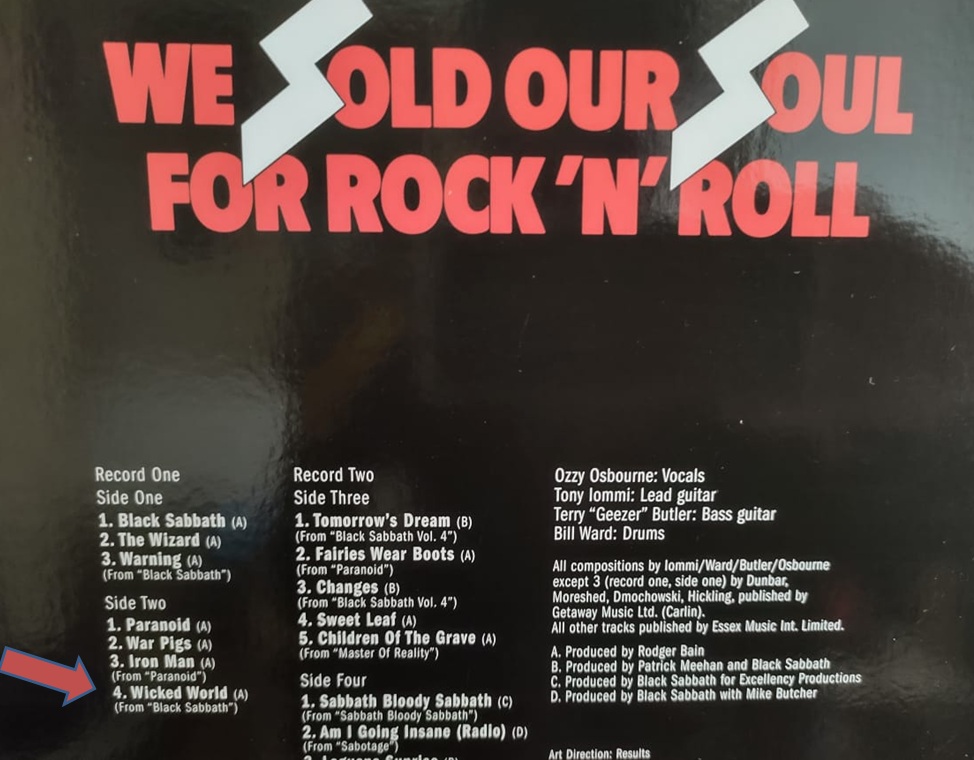 WE SOLD OUR SOUL
FOR ROCK 'N' ROLL
Record One
Side One
1. Black Sabbath (A)
2. The Wizard (A)
3. Warning (A)
(From "Black Sabbath")
Side Two
1. Paranoid (A)
2. War Pigs (A)
3. Iron Man (A)
(From "Paranoid")
4. Wicked World (A)
(From "Black Sabbath")
Record Two
Side Three
1. Tomorrow's Dream (B)
(From "Black Sabbath Vol. 4")
2. Fairies Wear Boots (A)
(From "Paranoid")
3. Changes (B)
(From "Black Sabbath Vol. 4")
4. Sweet Leaf (A)
5. Children Of The Grave (A)
(From "Master Of Reality")
Side Four
1. Sabbath Bloody Sabbath (C)
(From "Sabbath Bloody Sabbath")
2. Am I Going Insane (Radio) (D)
(From "Sabotage")
Ozzy Osbourne: Vocals
Tony Iommi: Lead guitar
Terry "Geezer" Butler: Bass guitar
Bill Ward: Drums
All compositions by Iommi/Ward/Butler/Osbourne
except 3 (record one, side one) by Dunbar,
Moreshed, Dmochowski, Hickling, published by
Getaway Music Ltd. (Carlin).
All other tracks published by Essex Music Int. Limited.
A. Produced by Rodger Bain
B. Produced by Patrick Meehan and Black Sabbath
C. Produced by Black Sabbath for Excellency Productions
D. Produced by Black Sabbath with Mike Butcher
Art Direction: Results